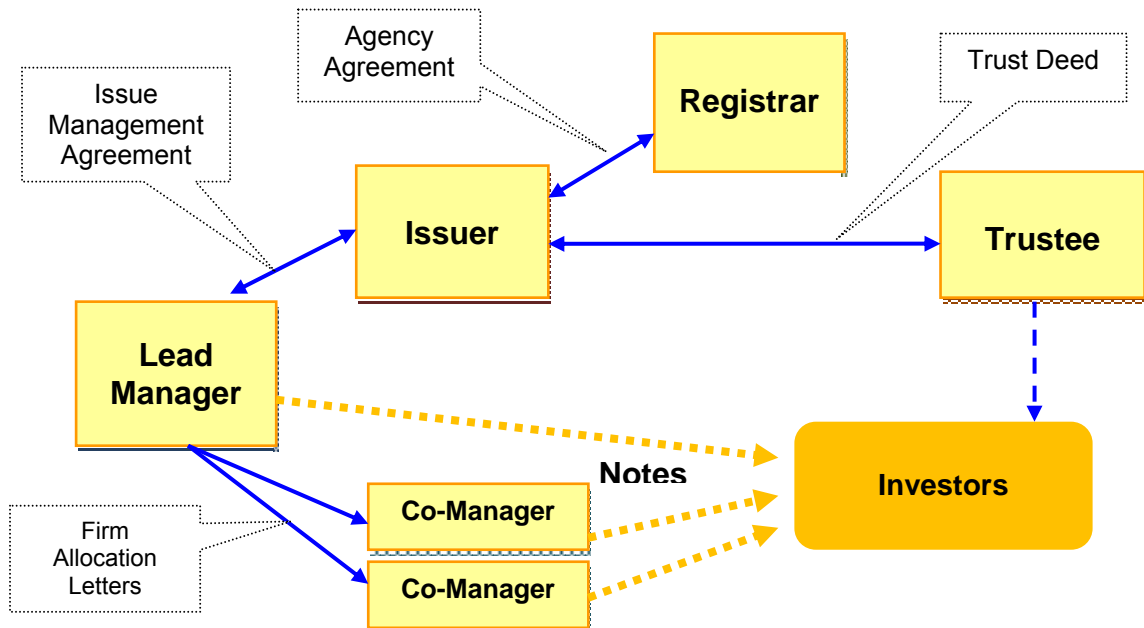 Agency
Agreement
Trust Deed
Issue
Management
Agreement
Registrar
Issuer
Trustee
Lead
Manager
Notes
Investors
Co-Manager
Firm
Allocation
Letters
Co-Manager